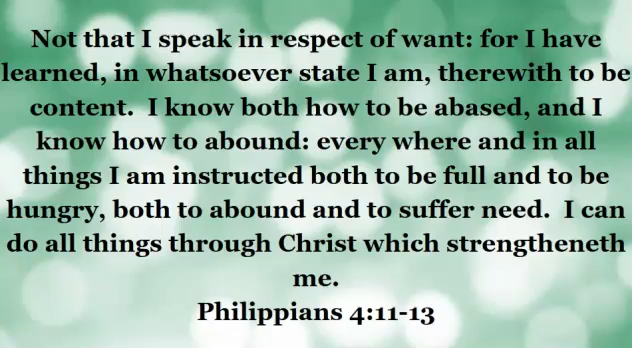 Not that I speak in respect of want: for I have
learned, in whatsoever state I am, therewith to be
content.  I know both how to be abased, and I
know how to abound: every where and in all
things I am instructed both to be full and to be
hungry, both to abound and to suffer need.  I can
do all things through Christ which strengtheneth
me.
Philippians 4:11-13